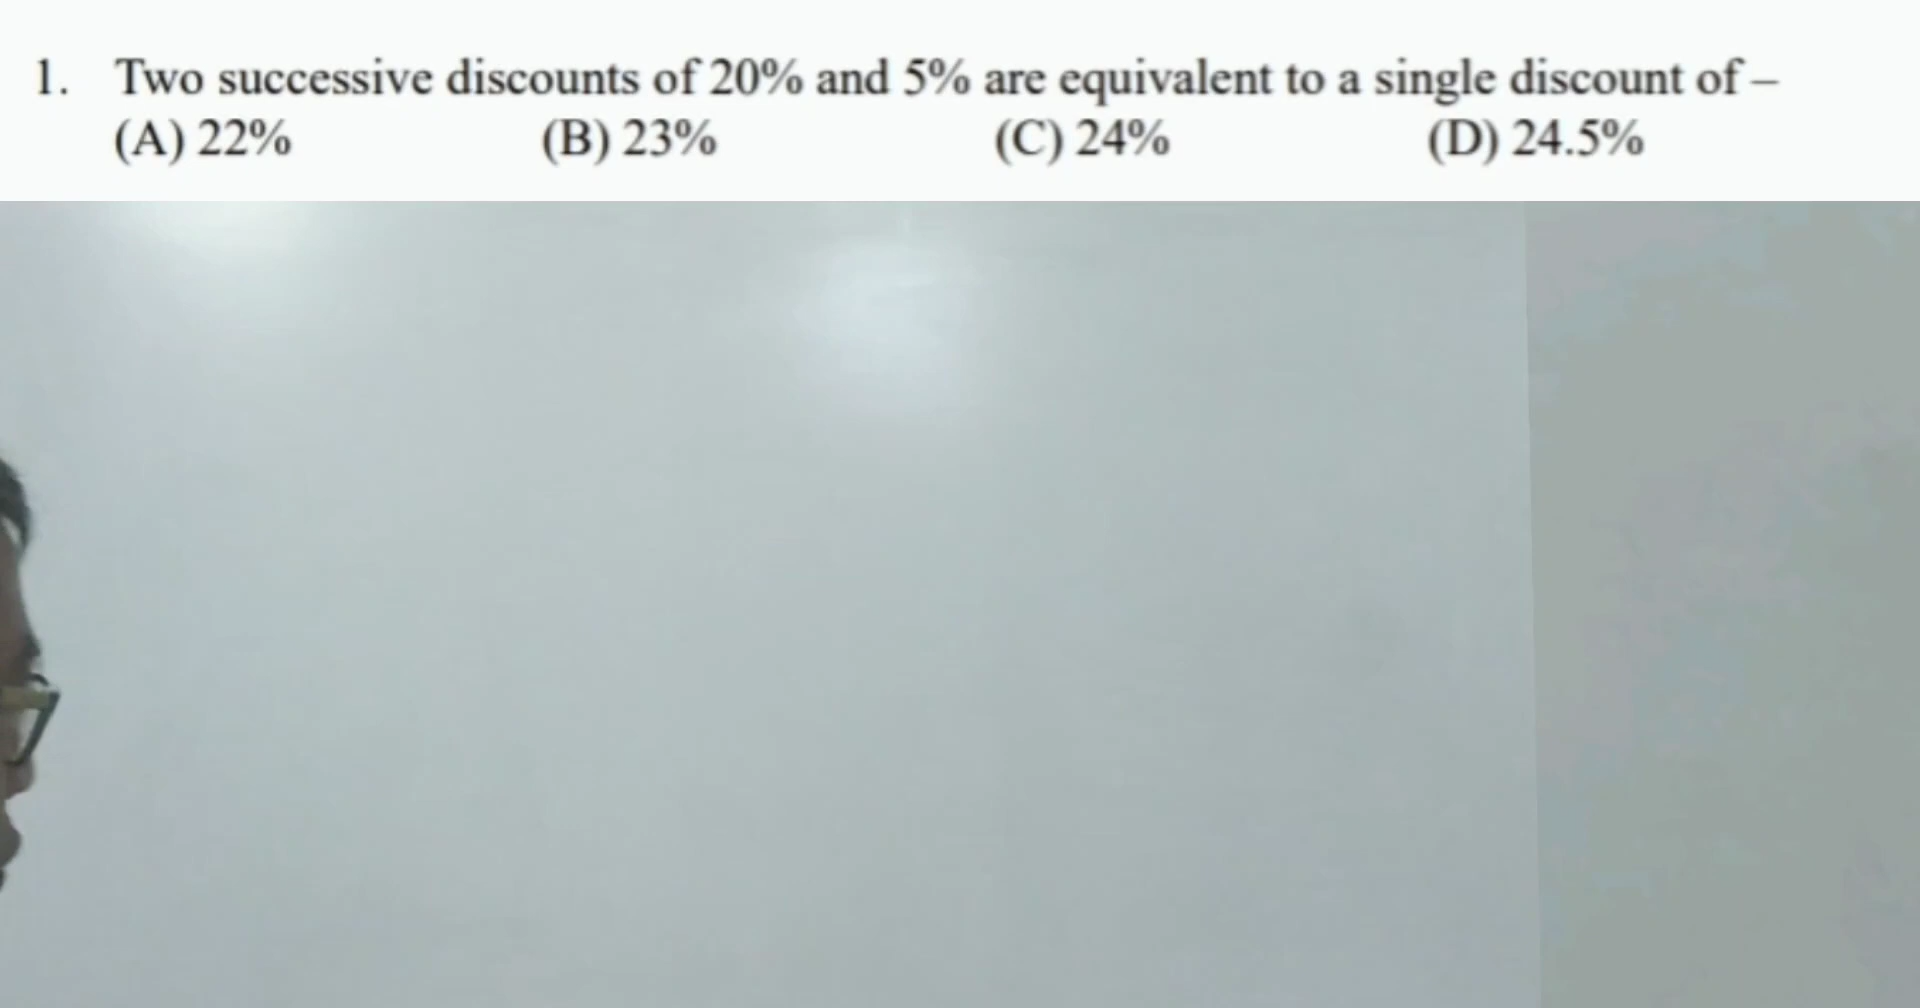 1. Two successive discounts of 20% and 5% are equivalent to a single discount of –
(A) 22% (B) 23% (C) 24% (D) 24.5%